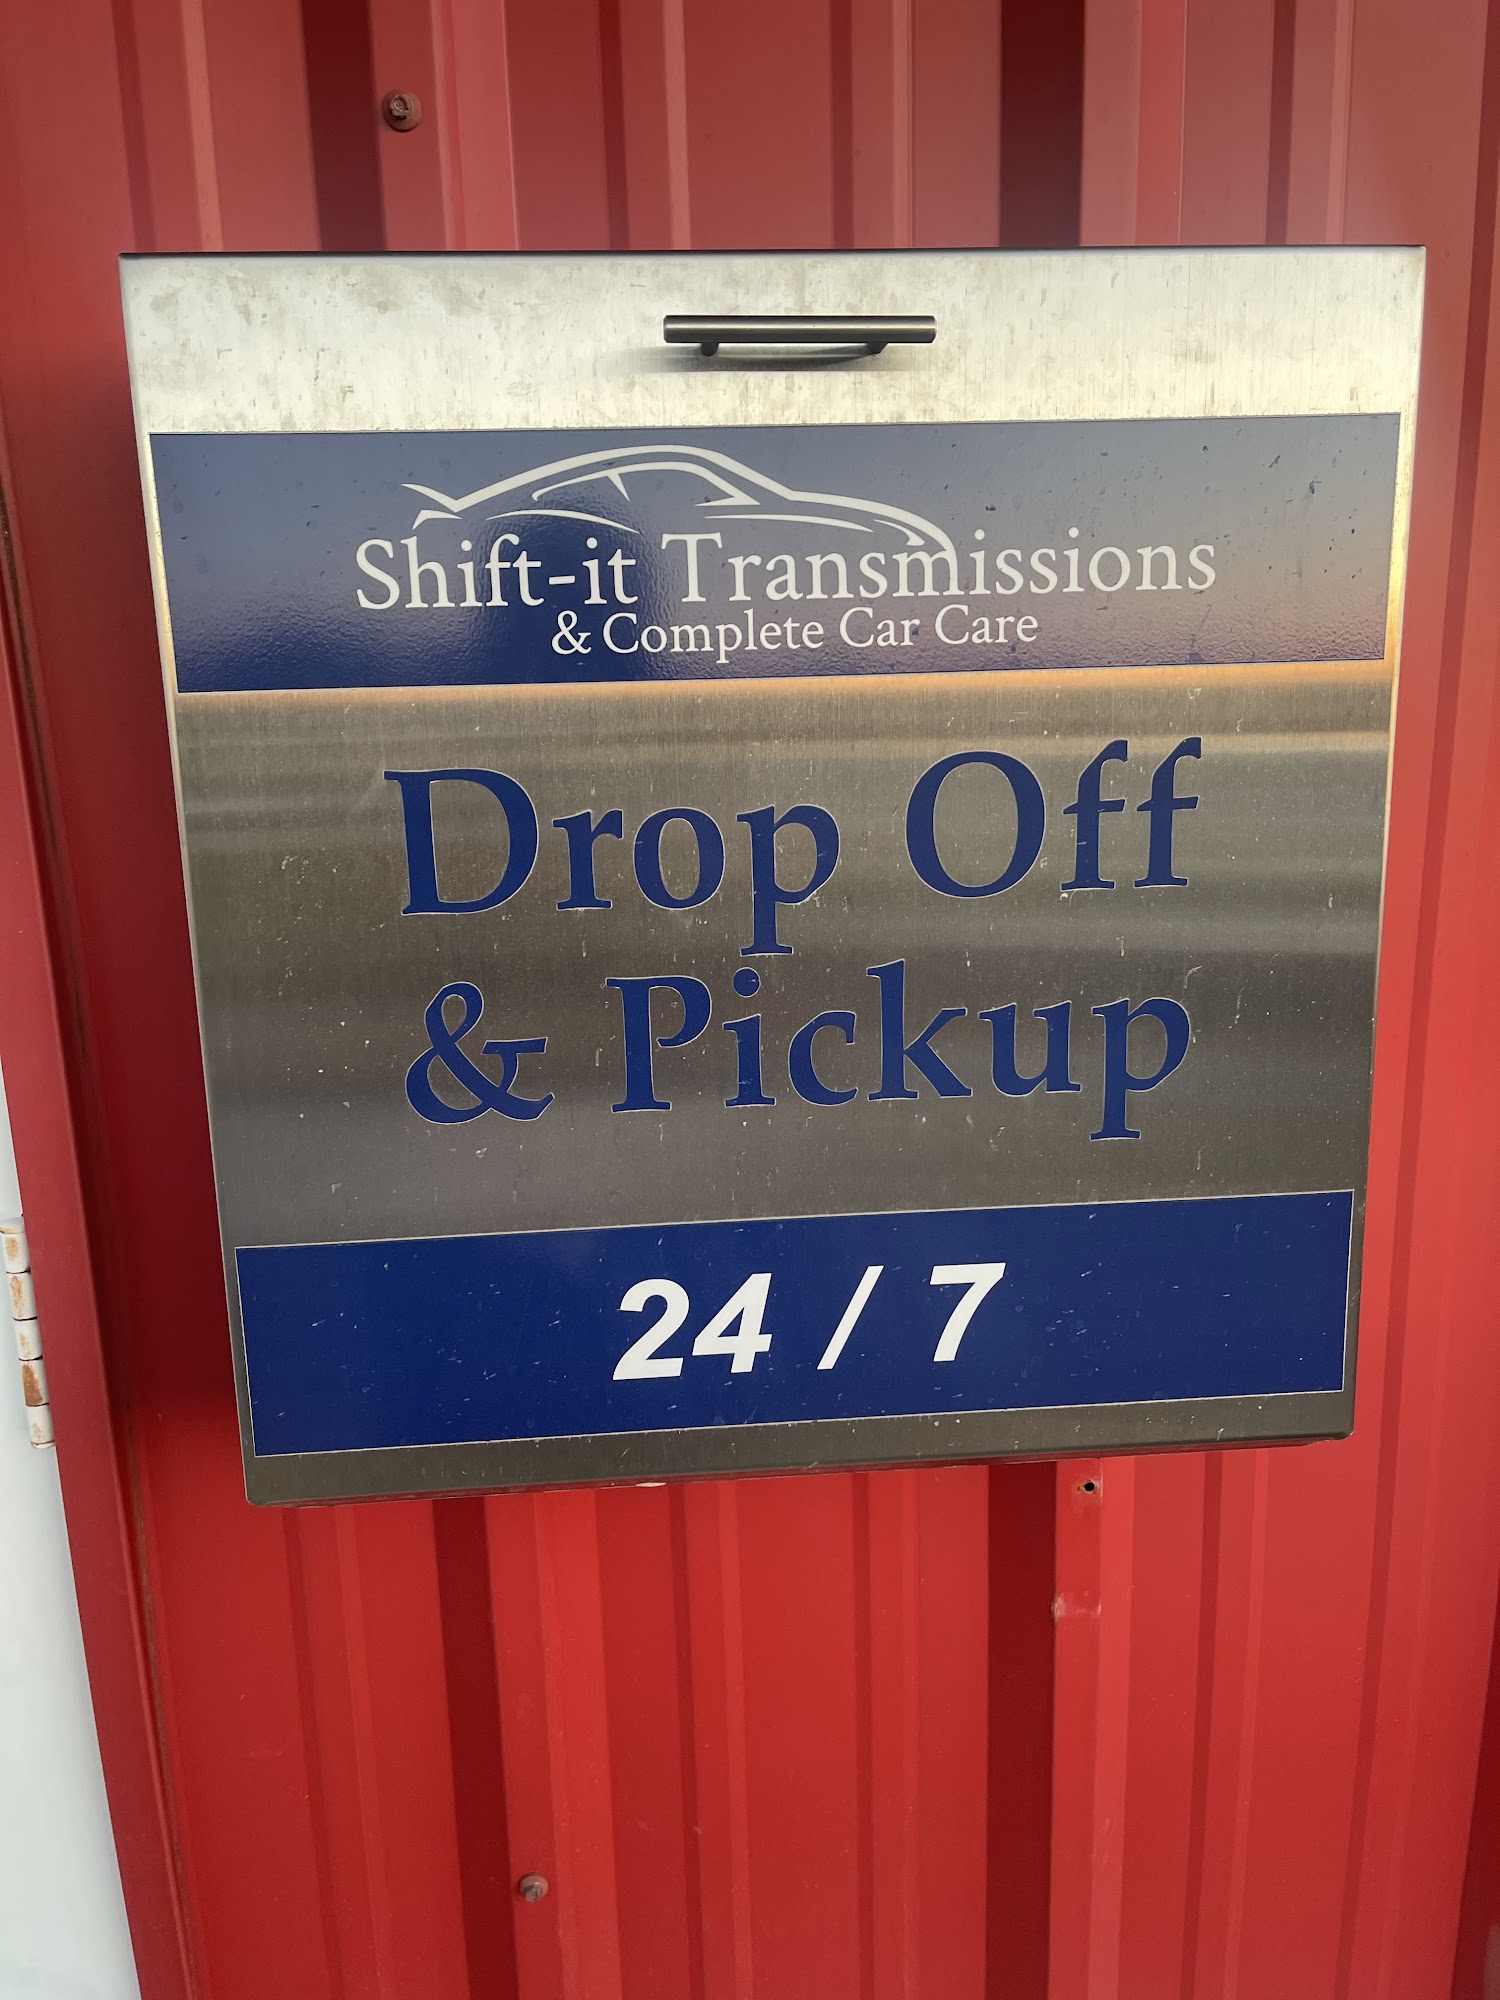 Shift-it Transmissions
& Complete Car Care
Drop Off
& Pickup
24 / 7